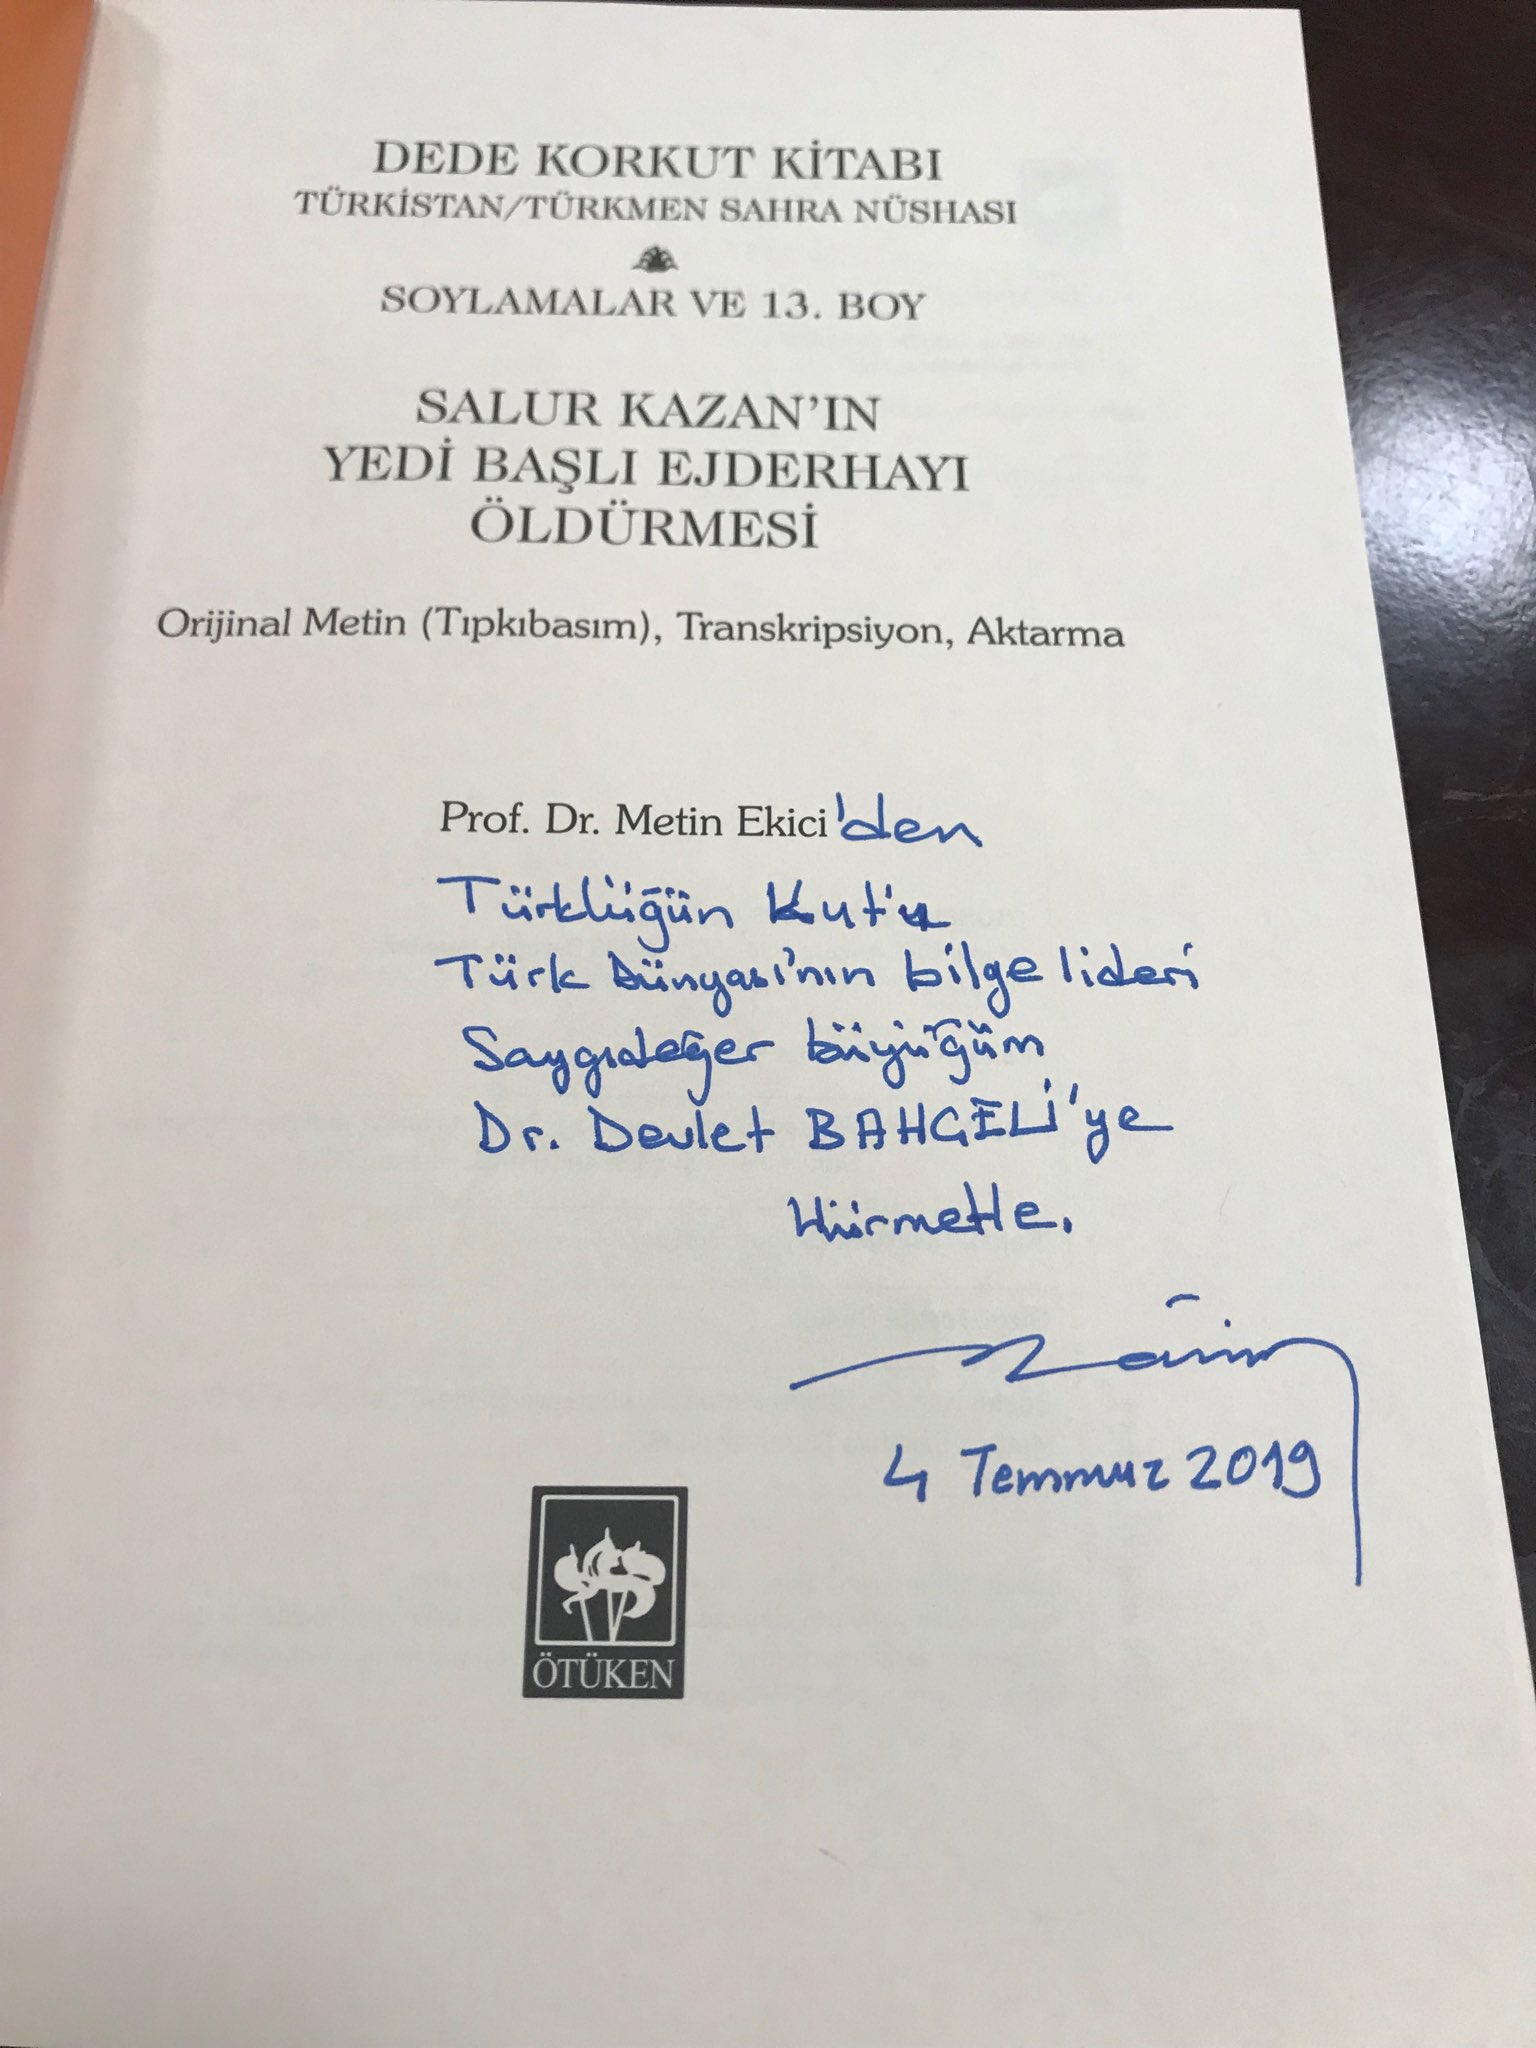 DEDE KORKUT KİTABI
TÜRKİSTAN/TÜRKMEN SAHRA NÜSHASI
SOYLAMALAR VE 13. BOY
SALUR KAZAN'IN
YEDİ BAŞLI EJDERHAYI
ÖLDÜRMESİ
Orijinal Metin (Tıpkıbasım), Transkripsiyon, Aktarma
Prof. Dr. Metin Ekici'den
Türklüğün Kut'u
Türk Dünyası'nın bilge lideri
Saygıdeğer büyüğüm
Dr. Devlet BAHÇELİ'ye
Hürmetle.
4 Temmuz 2019
ÖTÜKEN